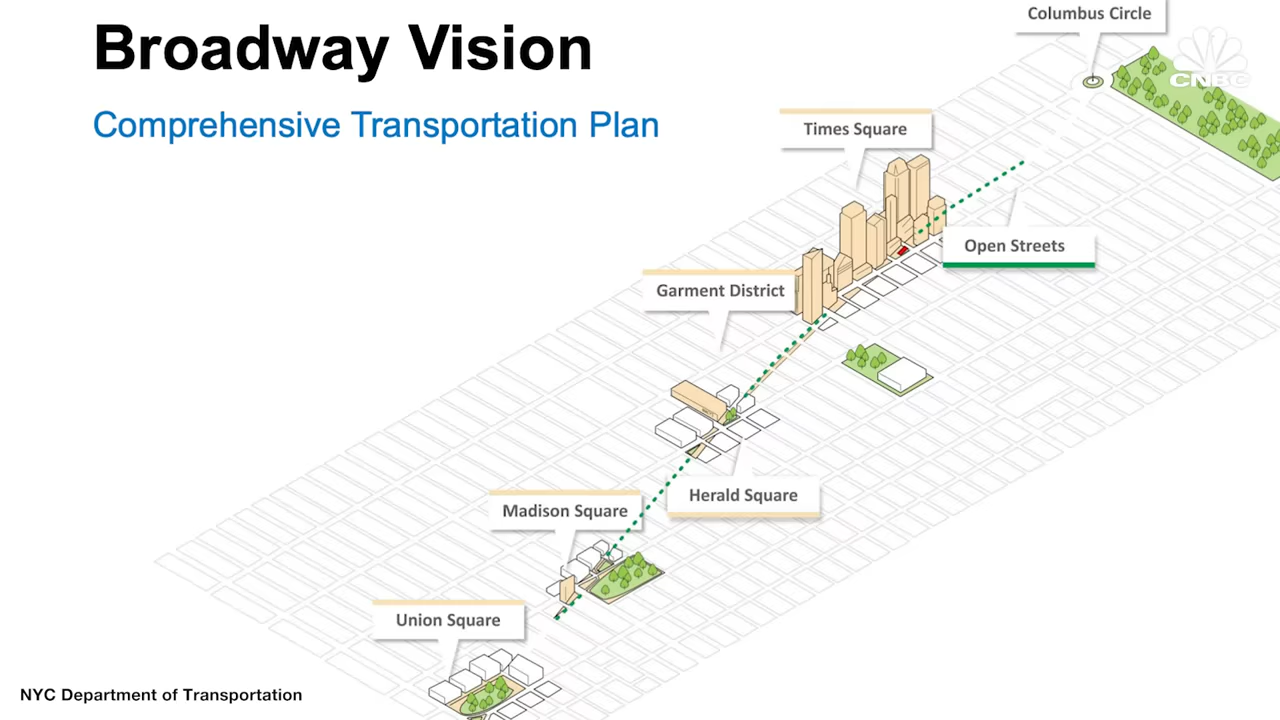 Broadway Vision
Comprehensive Transportation Plan
Columbus Circle
CNBC
Times Square
Open Streets
Garment District
Herald Square
Madison Square
Union Square
NYC Department of Transportation